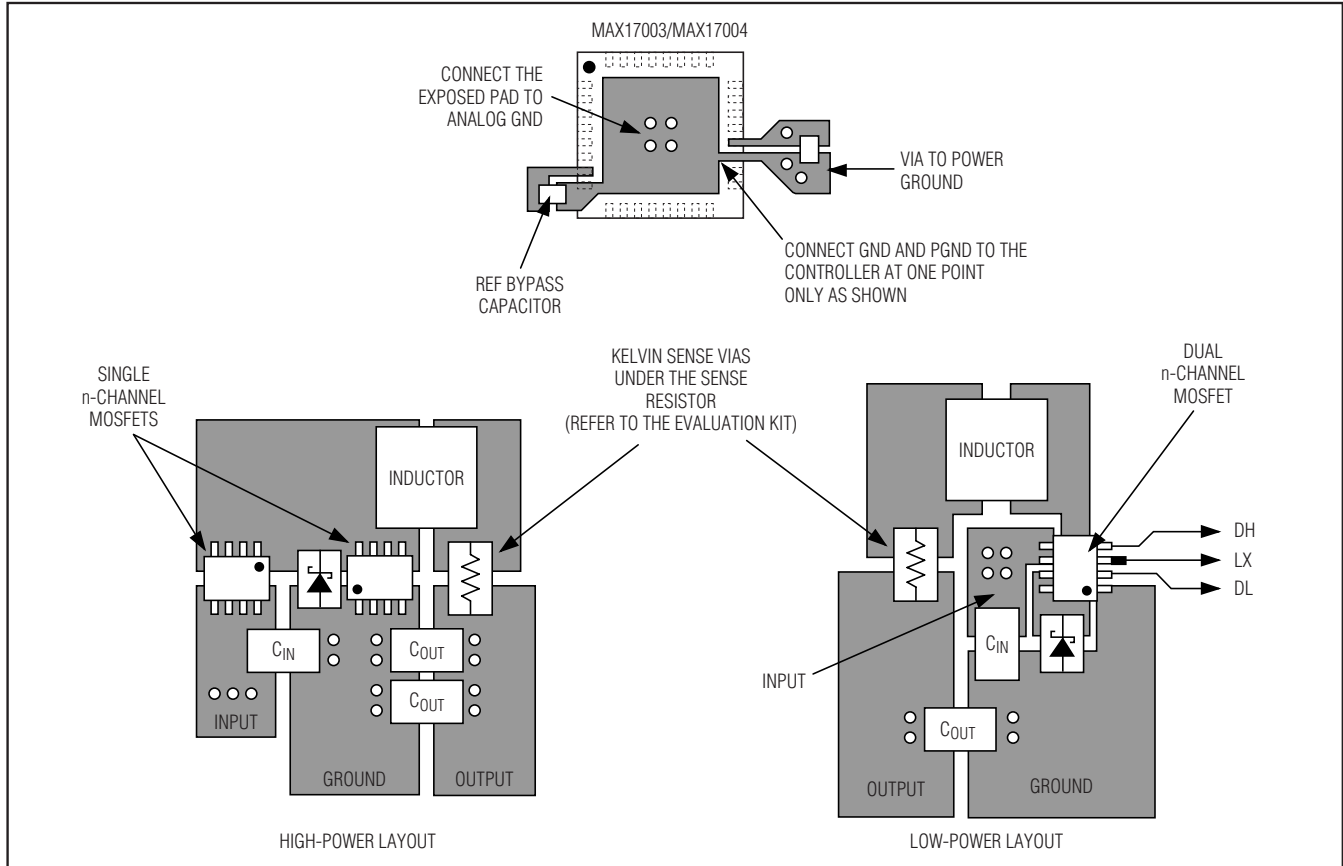 MAX17003/MAX17004
CONNECT THE
EXPOSED PAD TO
ANALOG GND
VIA TO POWER
GROUND
CONNECT GND AND PGND TO THE
CONTROLLER AT ONE POINT
ONLY AS SHOWN
REF BYPASS
CAPACITOR
SINGLE
n-CHANNEL
MOSFETS
KELVIN SENSE VIAS
UNDER THE SENSE
RESISTOR
(REFER TO THE EVALUATION KIT)
DUAL
n-CHANNEL
MOSFET
INDUCTOR
CIN
COUT
COUT
INPUT
GROUND
OUTPUT
HIGH-POWER LAYOUT
INDUCTOR
DH
LX
DL
CIN
INPUT
COUT
OUTPUT
GROUND
LOW-POWER LAYOUT